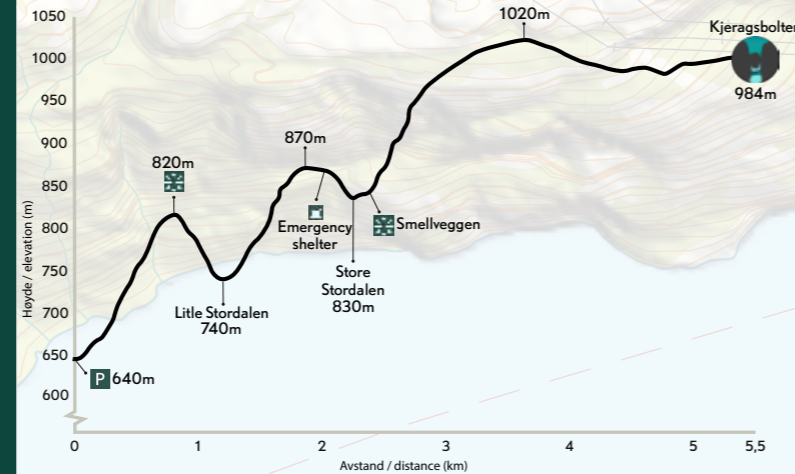 1050
1000
950
900
850
800
750
700
650
600
Høyde / elevation (m)
1020m
Kjeragsbolten
984m
870m
820m
Emergency
shelter
Smellveggen
Store
Stordalen
830m
Litle Stordalen
740m
P 640m
0 1 2 3 4 5 5,5
Avstand / distance (km)